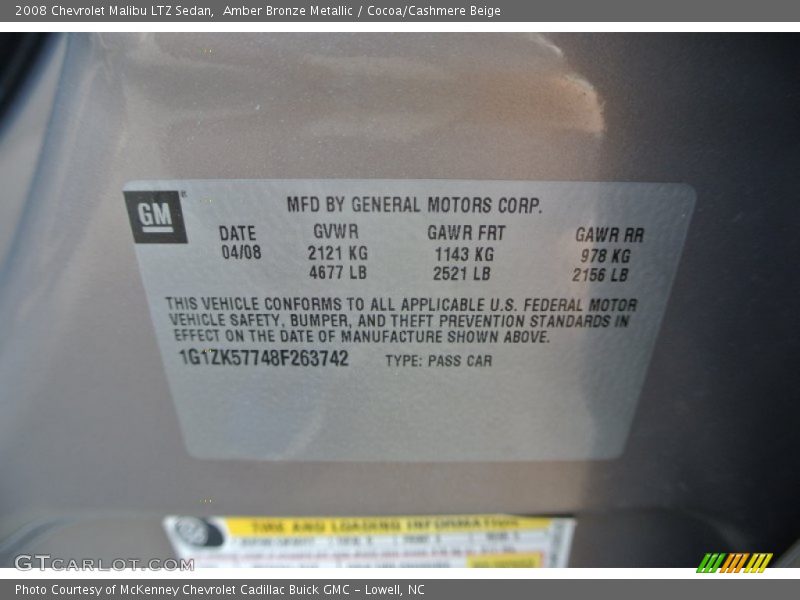 2008 Chevrolet Malibu LTZ Sedan, Amber Bronze Metallic / Cocoa/Cashmere Beige
GM
MFD BY GENERAL MOTORS CORP.
DATE GVWR GAWR FRT GAWR RR
04/08 2121 KG 1143 KG 978 KG
4677 LB 2521 LB 2156 LB
THIS VEHICLE CONFORMS TO ALL APPLICABLE U.S. FEDERAL MOTOR
VEHICLE SAFETY, BUMPER, AND THEFT PREVENTION STANDARDS IN
EFFECT ON THE DATE OF MANUFACTURE SHOWN ABOVE.
1G1ZK57748F263742 TYPE: PASS CAR
TIRE AND LOADING INFORMATION
GTCarLot.com
Photo Courtesy of McKenney Chevrolet Cadillac Buick GMC – Lowell, NC